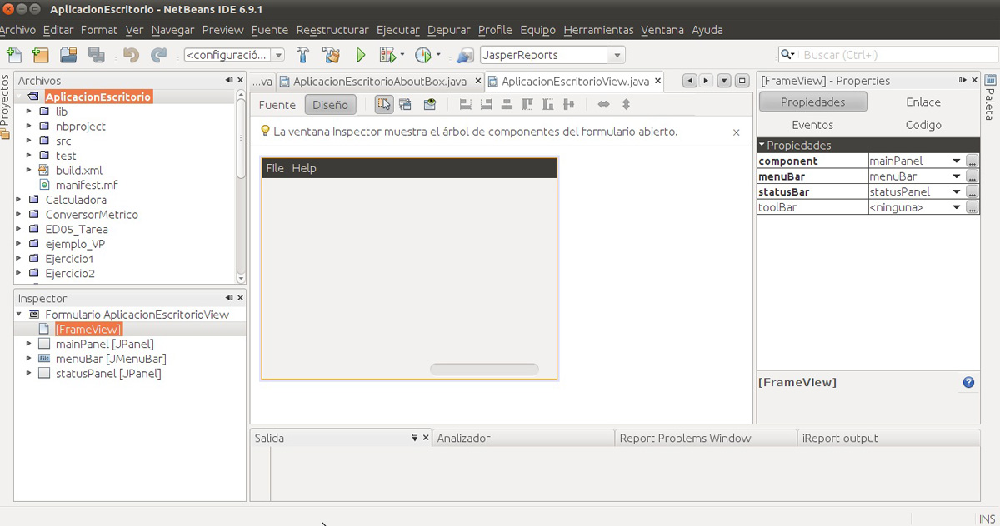 AplicacionEscritorio - NetBeans IDE 6.9.1
Archivo Editar Format Ver Navegar Preview Fuente Reestructurar Ejecutar Depurar Profile Equipo Herramientas Ventana Ayuda
<configuració... JasperReports Buscar (Ctrl+I)
Proyectos
Archivos
AplicacionEscritorio
lib
nbproject
src
test
build.xml
manifest.mf
Calculadora
ConversorMetrico
ED05_Tarea
ejemplo_VP
Ejercicio1
Ejercicio2
Inspector
Formulario AplicacionEscritorioView
[FrameView]
mainPanel [JPanel]
menuBar [JMenuBar]
statusPanel [JPanel]
...va AplicacionEscritorioAboutBox.java AplicacionEscritorioView.java
Fuente Diseño
La ventana Inspector muestra el árbol de componentes del formulario abierto.
File Help
Salida Analizador Report Problems Window iReport output
[FrameView] - Properties
Propiedades Enlace
Eventos Codigo
Propiedades
component mainPanel ...
menuBar menuBar ...
statusBar statusPanel ...
toolBar <ninguna> ...
[FrameView]
Paleta
INS